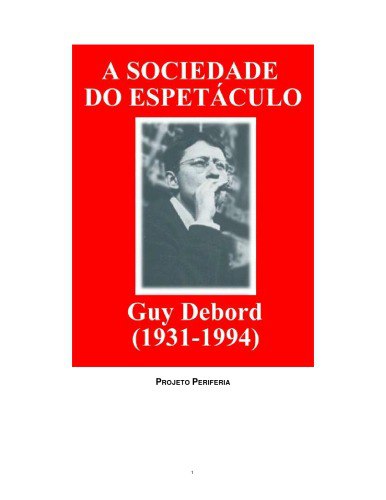 A SOCIEDADE
DO ESPETÁCULO
Guy Debord
(1931-1994)
PROJETO PERIFERIA
1